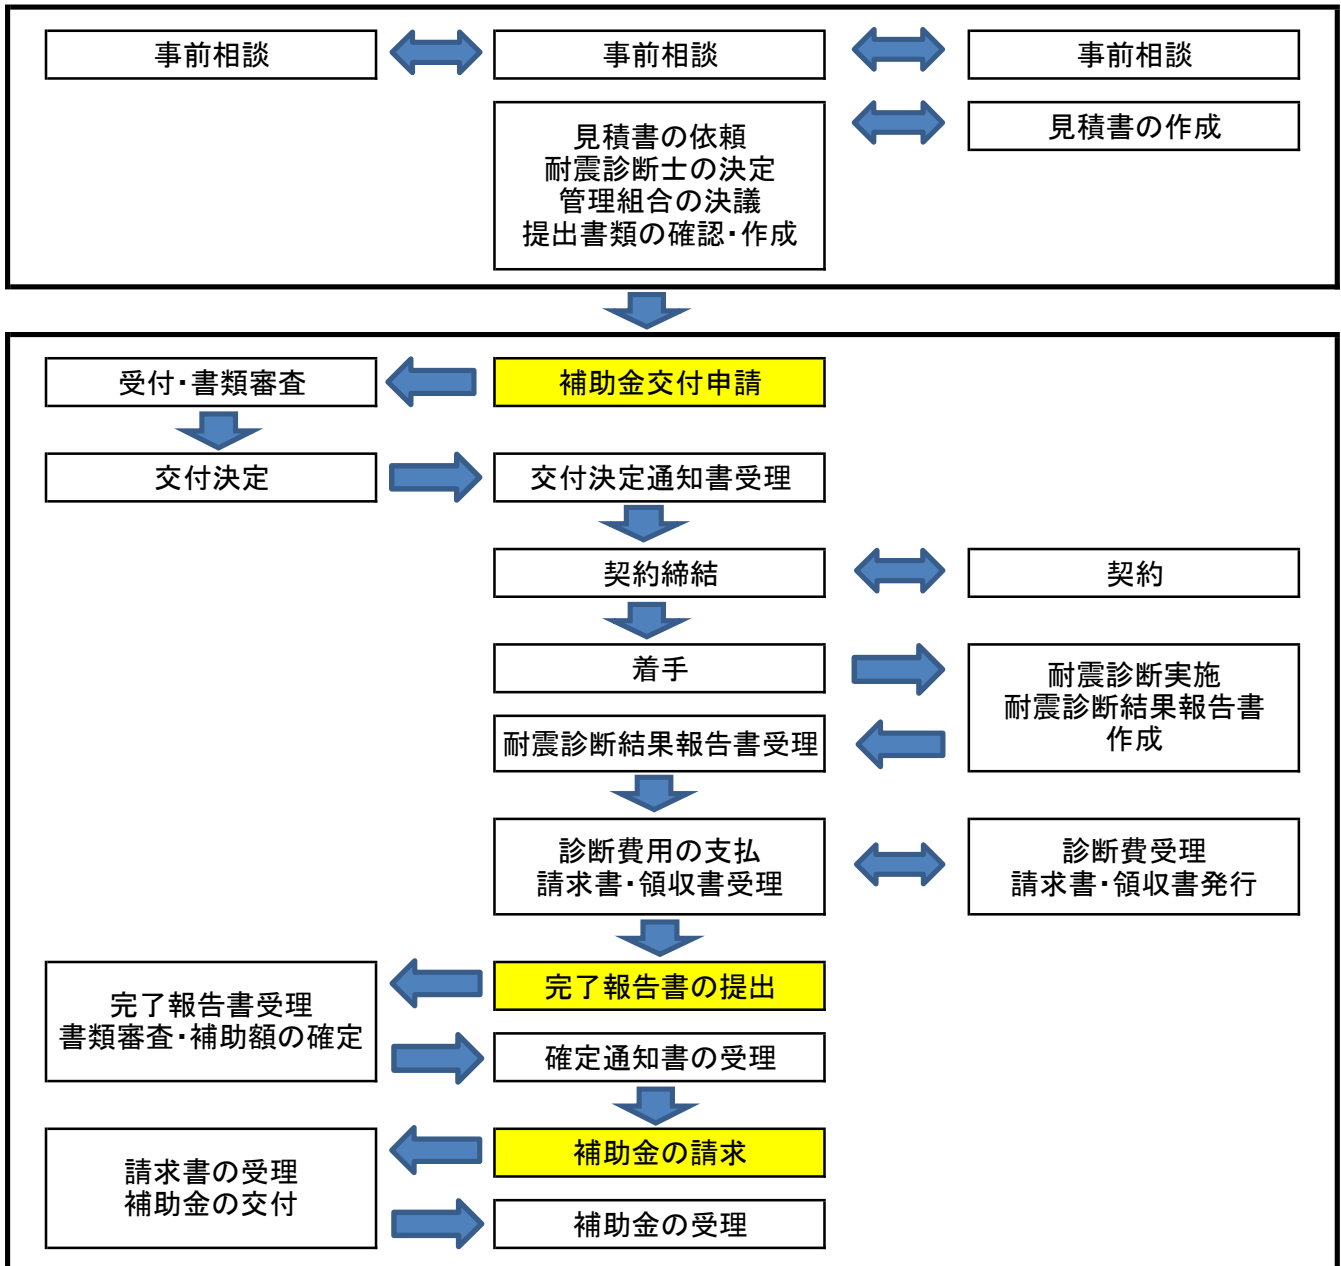 事前相談
事前相談
事前相談
見積書の依頼
耐震診断士の決定
管理組合の決議
提出書類の確認・作成
見積書の作成
受付・書類審査
補助金交付申請
交付決定
交付決定通知書受理
契約締結
契約
着手
耐震診断実施
耐震診断結果報告書
作成
耐震診断結果報告書受理
診断費用の支払
請求書・領収書受理
診断費受理
請求書・領収書発行
完了報告書受理
書類審査・補助額の確定
完了報告書の提出
確定通知書の受理
請求書の受理
補助金の交付
補助金の請求
補助金の受理